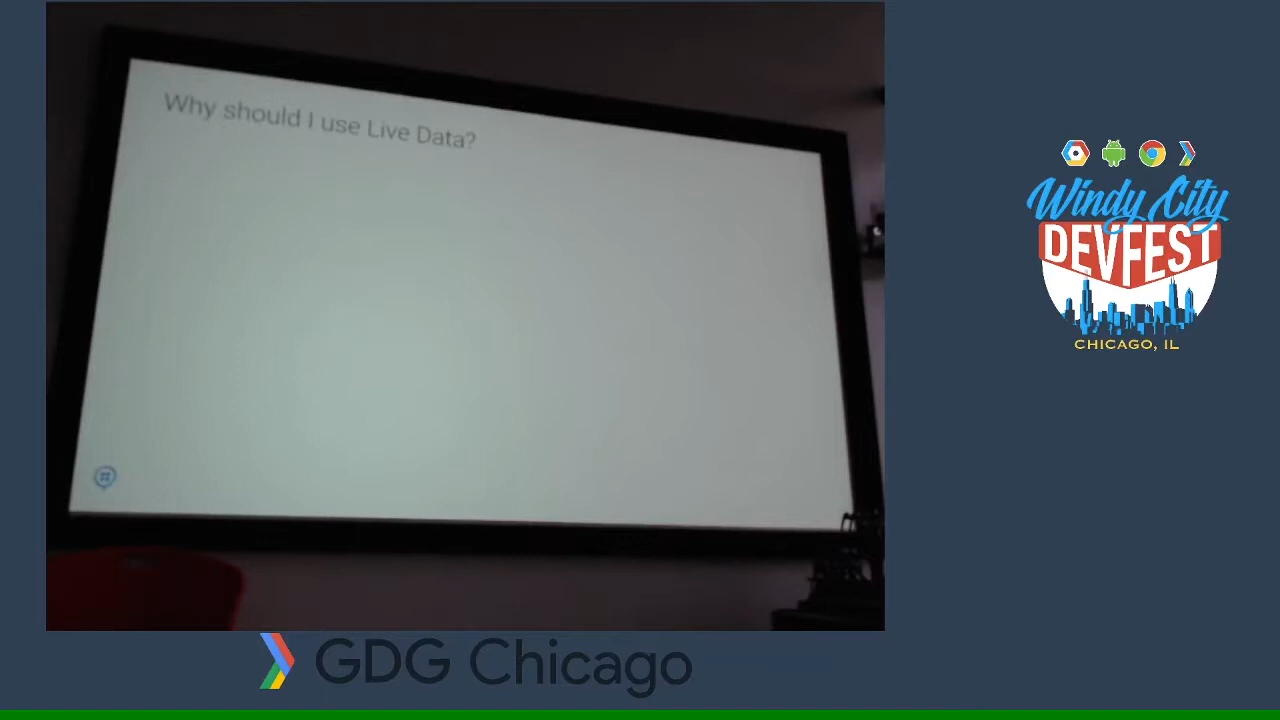 Why should I use Live Data?
Windy City
DEVFEST
CHICAGO, IL
GDG Chicago